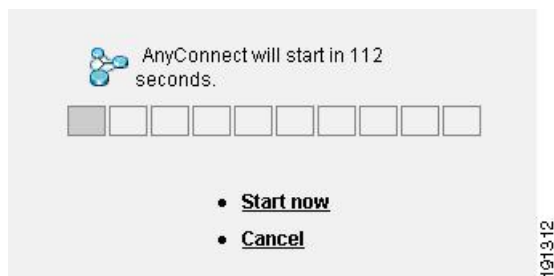 AnyConnect will start in 112
seconds.
Start now
Cancel
191312